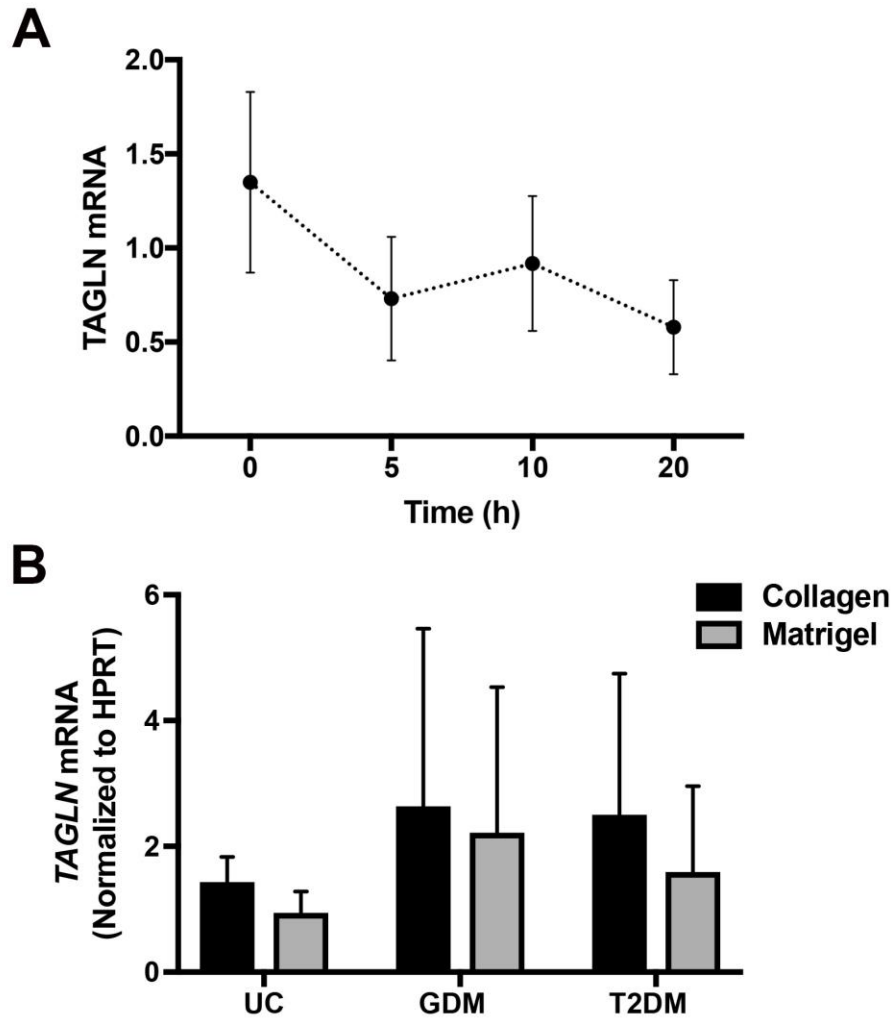 A
2.0
1.5
1.0
0.5
0.0
TAGLN mRNA
0 5 10 20
Time (h)
B
Collagen
Matrigel
6
4
2
0
TAGLN mRNA
(Normalized to HPRT)
UC GDM T2DM